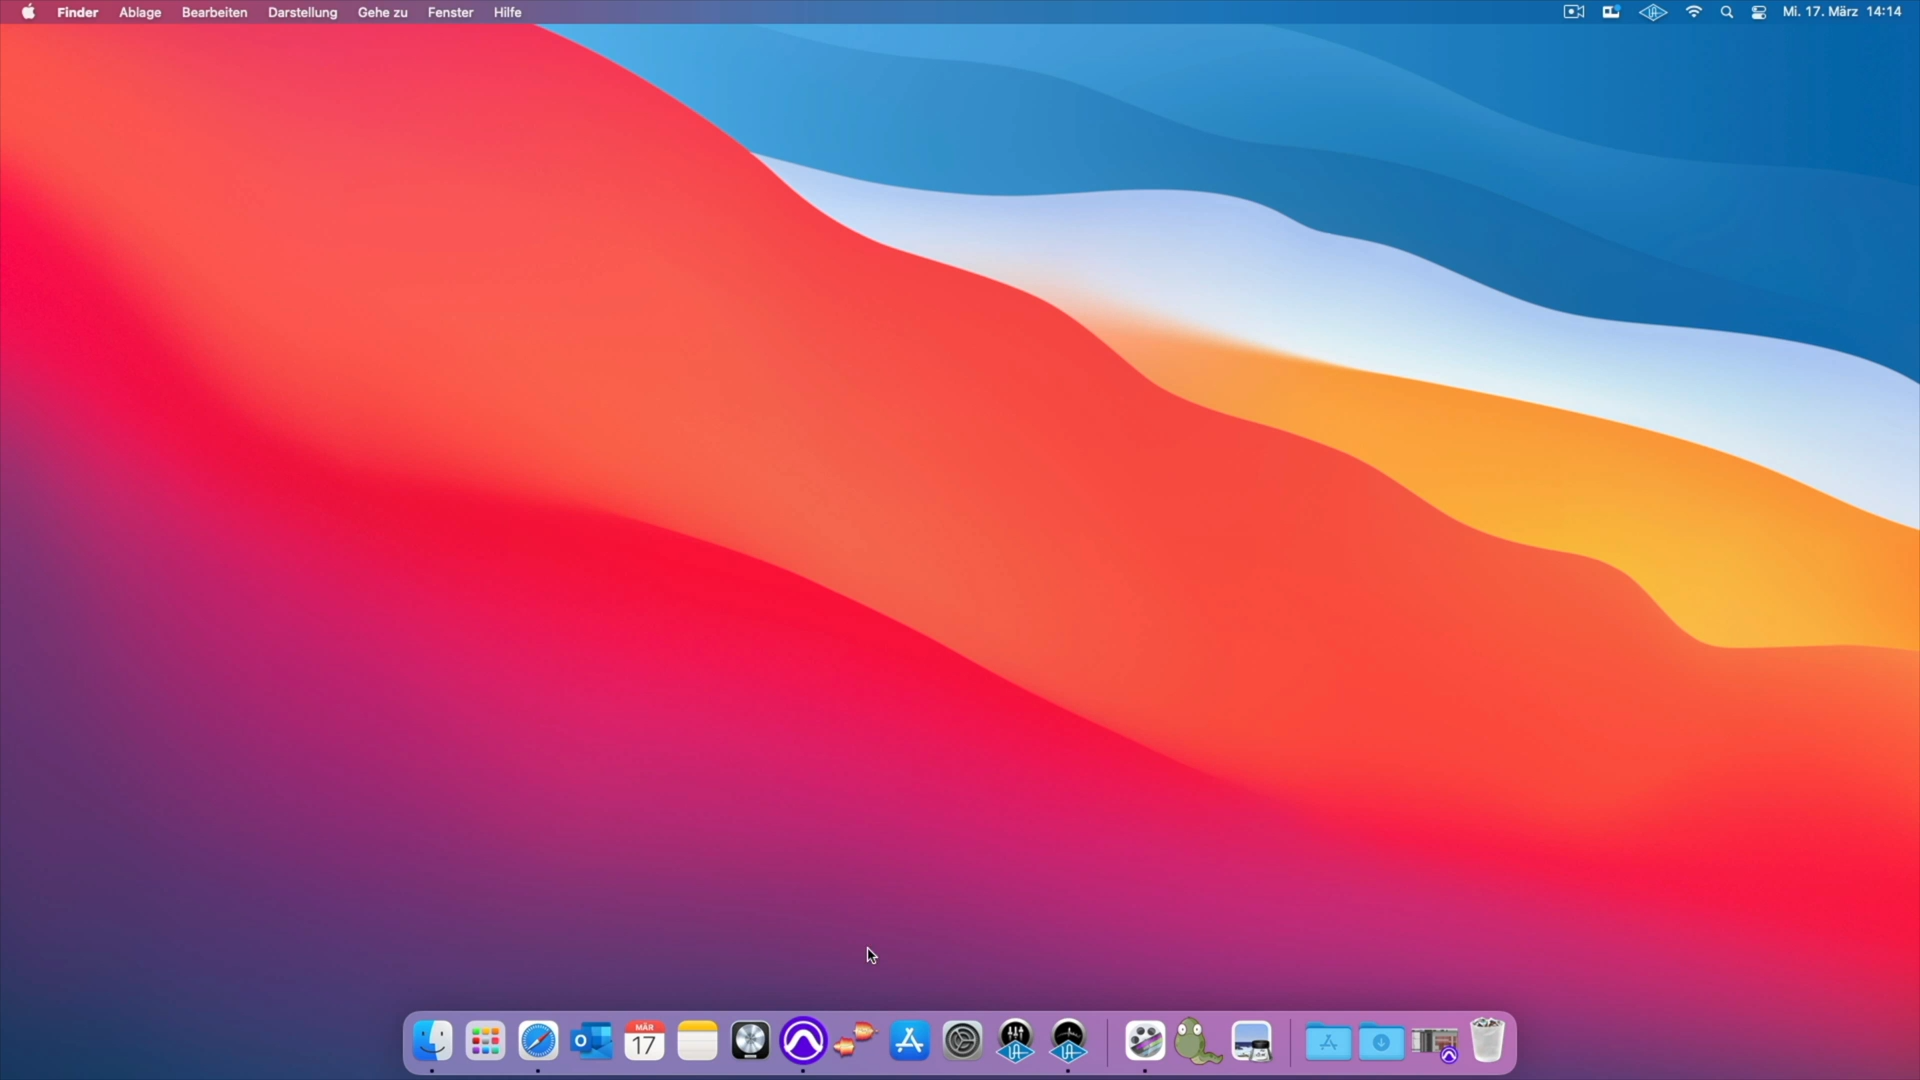 Finder Ablage Bearbeiten Darstellung Gehe zu Fenster Hilfe Mi. 17. März 14:14
MÄR
17